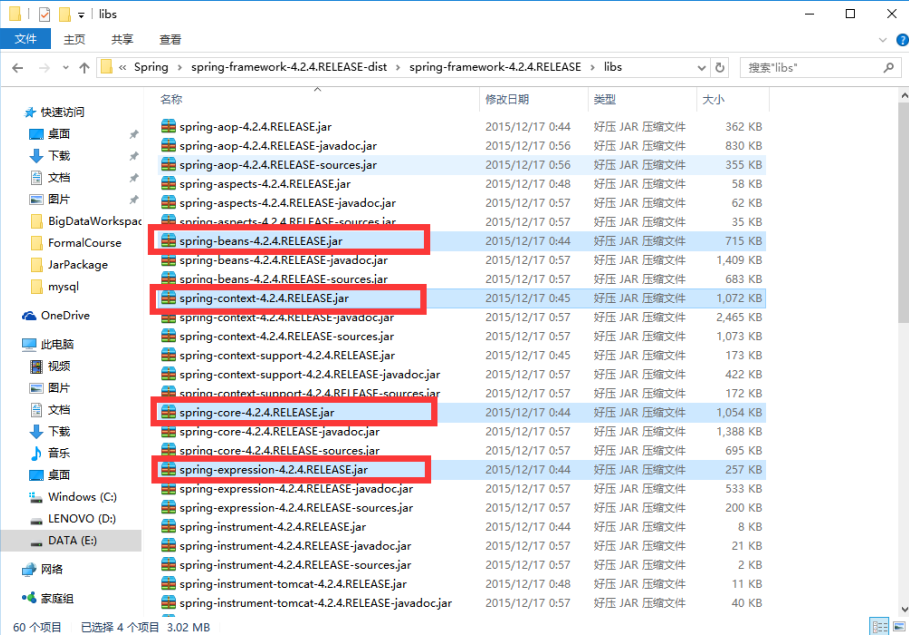 libs
文件 主页 共享 查看
« Spring › spring-framework-4.2.4.RELEASE-dist › spring-framework-4.2.4.RELEASE › libs 搜索"libs"
名称 修改日期 类型 大小
快速访问
桌面
下载
文档
图片
BigDataWorkspac
FormalCourse
JarPackage
mysql
OneDrive
此电脑
视频
图片
文档
下载
音乐
桌面
Windows (C:)
LENOVO (D:)
DATA (E:)
网络
家庭组
spring-aop-4.2.4.RELEASE.jar 2015/12/17 0:44 好压 JAR 压缩文件 362 KB
spring-aop-4.2.4.RELEASE-javadoc.jar 2015/12/17 0:56 好压 JAR 压缩文件 830 KB
spring-aop-4.2.4.RELEASE-sources.jar 2015/12/17 0:56 好压 JAR 压缩文件 355 KB
spring-aspects-4.2.4.RELEASE.jar 2015/12/17 0:48 好压 JAR 压缩文件 58 KB
spring-aspects-4.2.4.RELEASE-javadoc.jar 2015/12/17 0:57 好压 JAR 压缩文件 62 KB
spring-aspects-4.2.4.RELEASE-sources.jar 2015/12/17 0:57 好压 JAR 压缩文件 35 KB
spring-beans-4.2.4.RELEASE.jar 2015/12/17 0:44 好压 JAR 压缩文件 715 KB
spring-beans-4.2.4.RELEASE-javadoc.jar 2015/12/17 0:57 好压 JAR 压缩文件 1,409 KB
spring-beans-4.2.4.RELEASE-sources.jar 2015/12/17 0:57 好压 JAR 压缩文件 683 KB
spring-context-4.2.4.RELEASE.jar 2015/12/17 0:45 好压 JAR 压缩文件 1,072 KB
spring-context-4.2.4.RELEASE-javadoc.jar 2015/12/17 0:57 好压 JAR 压缩文件 2,465 KB
spring-context-4.2.4.RELEASE-sources.jar 2015/12/17 0:57 好压 JAR 压缩文件 1,073 KB
spring-context-support-4.2.4.RELEASE.jar 2015/12/17 0:45 好压 JAR 压缩文件 173 KB
spring-context-support-4.2.4.RELEASE-javadoc.jar 2015/12/17 0:57 好压 JAR 压缩文件 422 KB
spring-context-support-4.2.4.RELEASE-sources.jar 2015/12/17 0:57 好压 JAR 压缩文件 172 KB
spring-core-4.2.4.RELEASE.jar 2015/12/17 0:44 好压 JAR 压缩文件 1,054 KB
spring-core-4.2.4.RELEASE-javadoc.jar 2015/12/17 0:57 好压 JAR 压缩文件 1,388 KB
spring-core-4.2.4.RELEASE-sources.jar 2015/12/17 0:57 好压 JAR 压缩文件 695 KB
spring-expression-4.2.4.RELEASE.jar 2015/12/17 0:44 好压 JAR 压缩文件 257 KB
spring-expression-4.2.4.RELEASE-javadoc.jar 2015/12/17 0:57 好压 JAR 压缩文件 533 KB
spring-expression-4.2.4.RELEASE-sources.jar 2015/12/17 0:57 好压 JAR 压缩文件 200 KB
spring-instrument-4.2.4.RELEASE.jar 2015/12/17 0:44 好压 JAR 压缩文件 8 KB
spring-instrument-4.2.4.RELEASE-javadoc.jar 2015/12/17 0:57 好压 JAR 压缩文件 21 KB
spring-instrument-4.2.4.RELEASE-sources.jar 2015/12/17 0:57 好压 JAR 压缩文件 2 KB
spring-instrument-tomcat-4.2.4.RELEASE.jar 2015/12/17 0:48 好压 JAR 压缩文件 11 KB
spring-instrument-tomcat-4.2.4.RELEASE-javadoc.jar 2015/12/17 0:57 好压 JAR 压缩文件 40 KB
60 个项目 已选择 4 个项目 3.02 MB